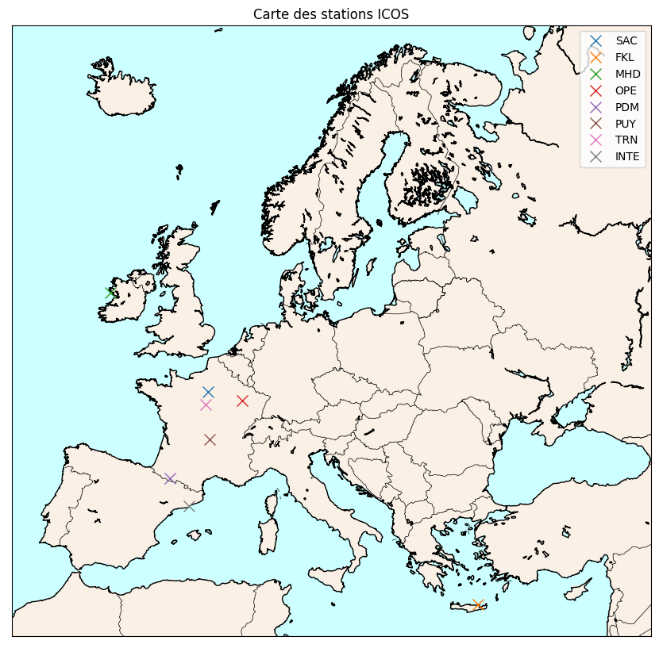 Carte des stations ICOS
SAC
FKL
MHD
OPE
PDM
PUY
TRN
INTE